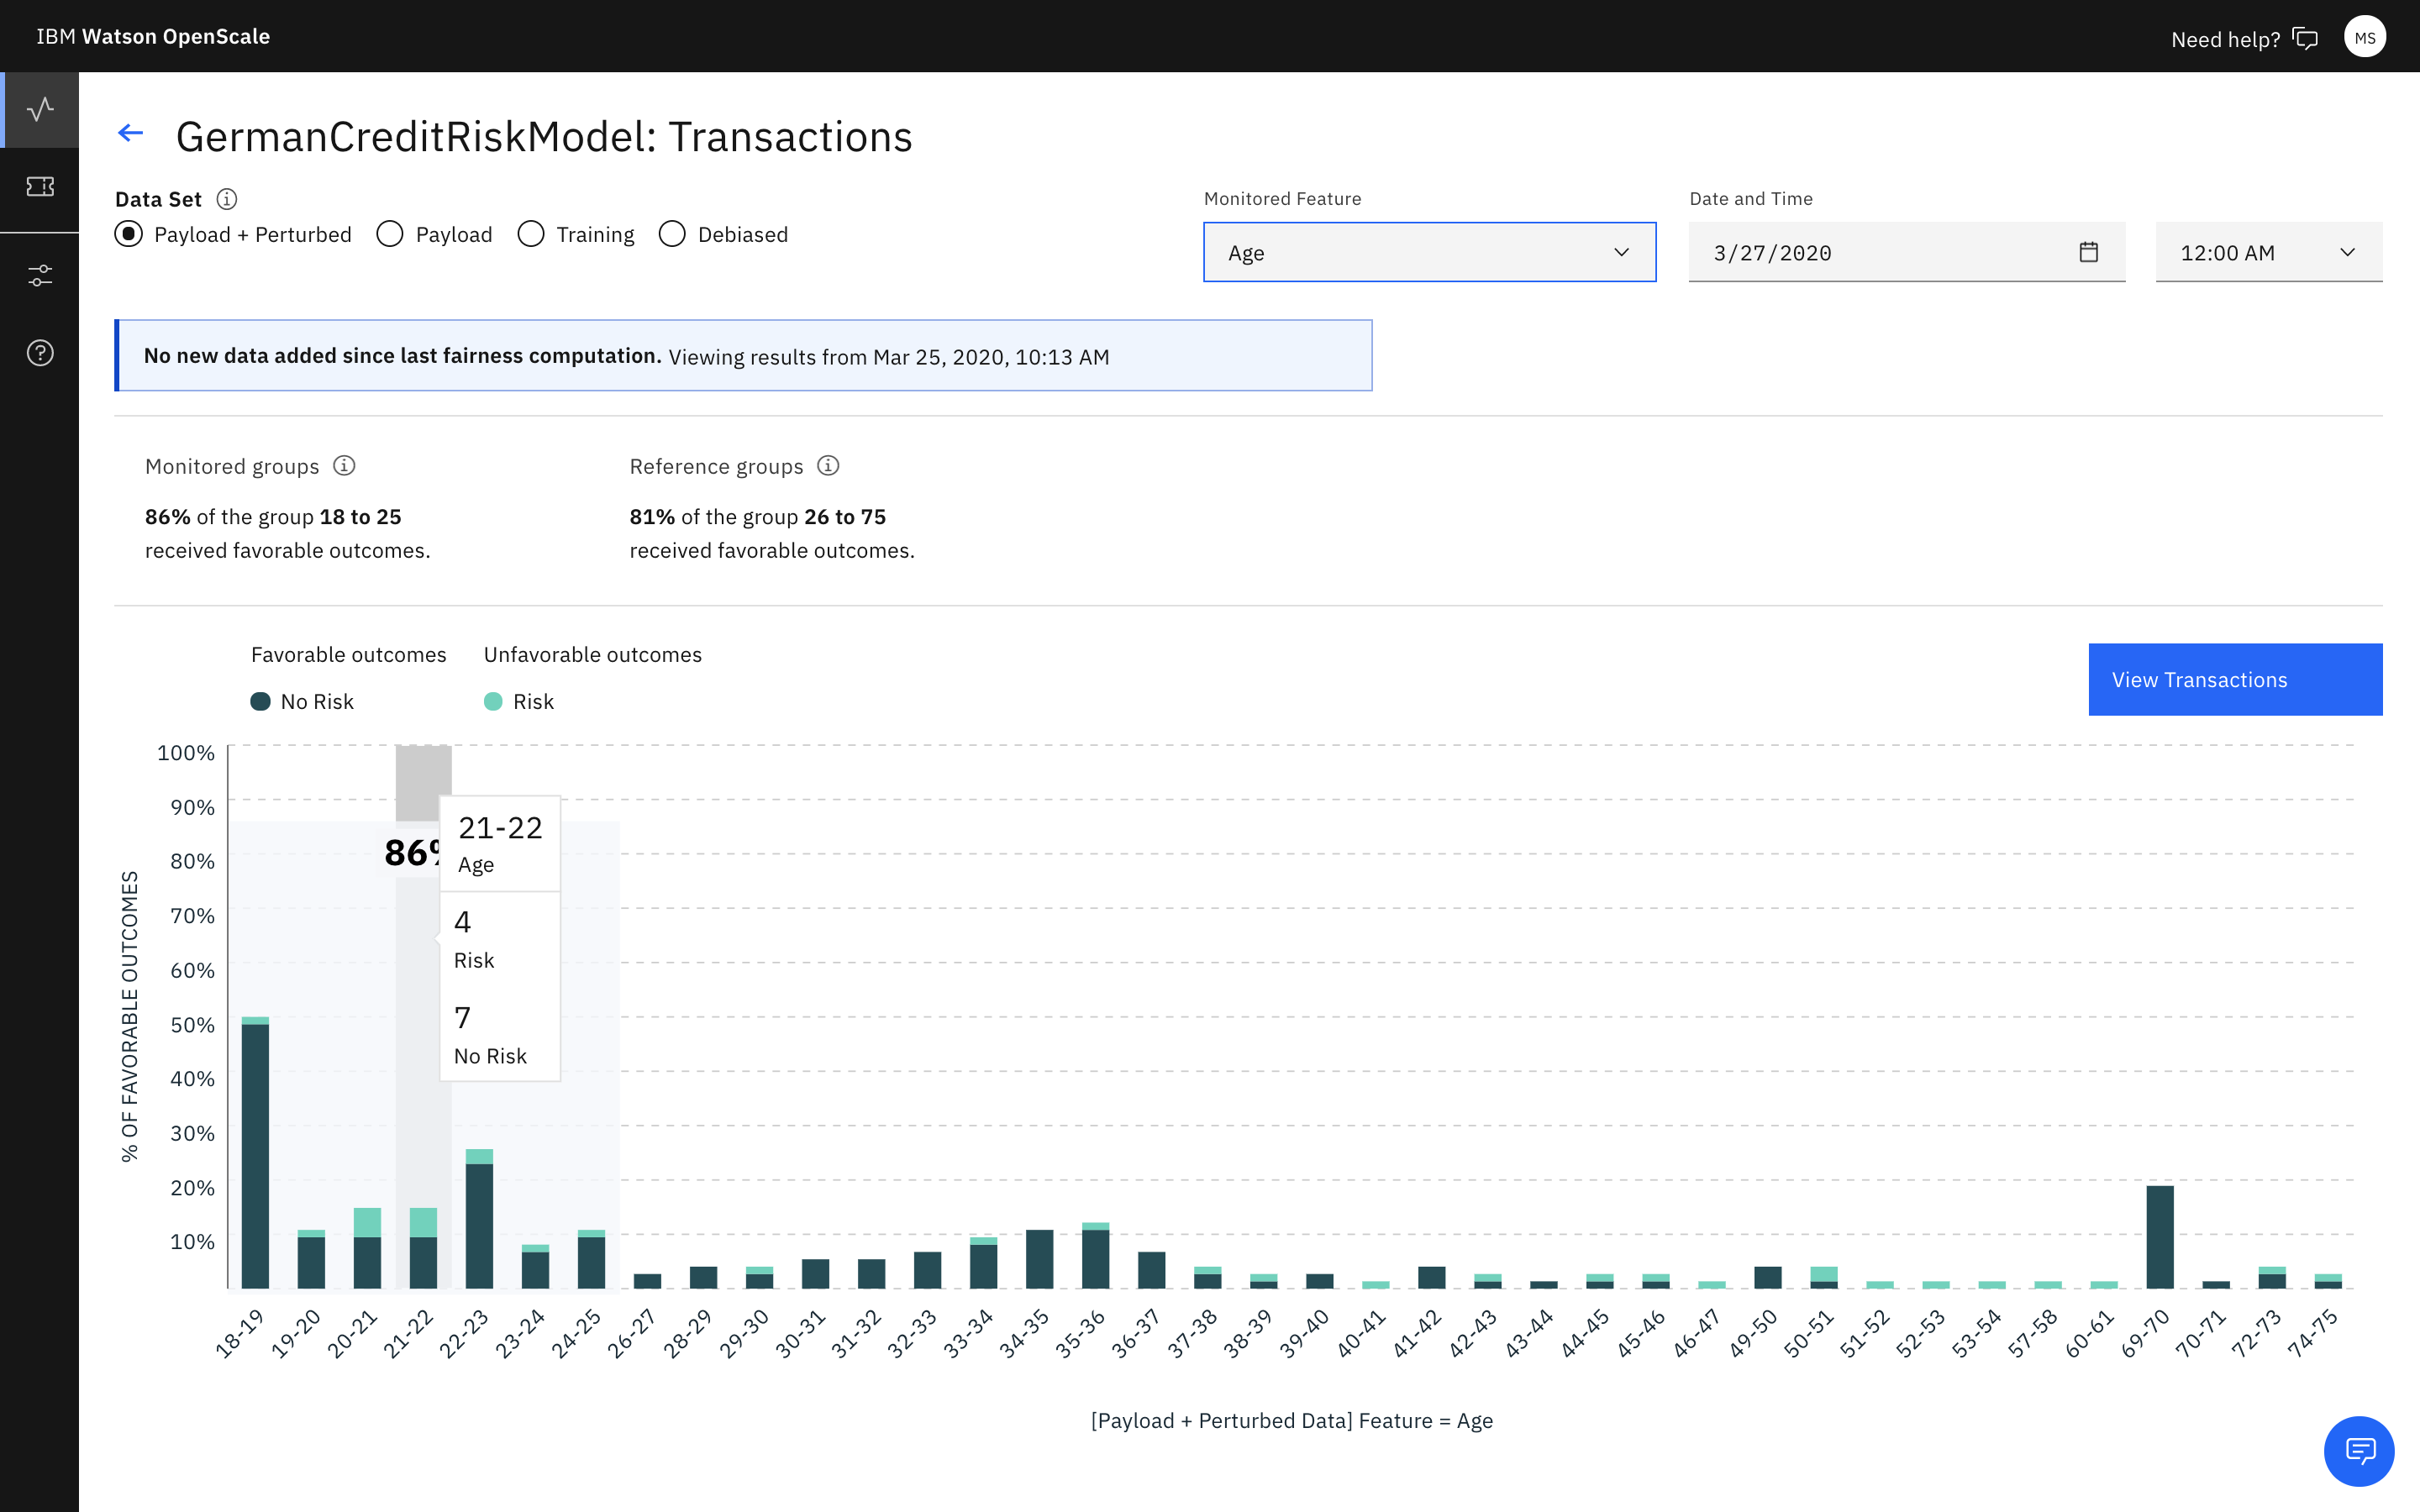 IBM Watson OpenScale
Need help?
MS
GermanCreditRiskModel: Transactions
Data Set
Payload + Perturbed
Payload
Training
Debiased
Monitored Feature
Age
Date and Time
3/27/2020
12:00 AM
No new data added since last fairness computation. Viewing results from Mar 25, 2020, 10:13 AM
Monitored groups
86% of the group 18 to 25
received favorable outcomes.
Reference groups
81% of the group 26 to 75
received favorable outcomes.
Favorable outcomes
No Risk
Unfavorable outcomes
Risk
View Transactions
% OF FAVORABLE OUTCOMES
100%
90%
80%
70%
60%
50%
40%
30%
20%
10%
86%
21-22
Age
4
Risk
7
No Risk
18-19
19-20
20-21
21-22
22-23
23-24
24-25
26-27
28-29
29-30
30-31
31-32
32-33
33-34
34-35
35-36
36-37
37-38
38-39
39-40
40-41
41-42
42-43
43-44
44-45
45-46
46-47
49-50
50-51
51-52
52-53
53-54
57-58
60-61
69-70
70-71
72-73
74-75
[Payload + Perturbed Data] Feature = Age